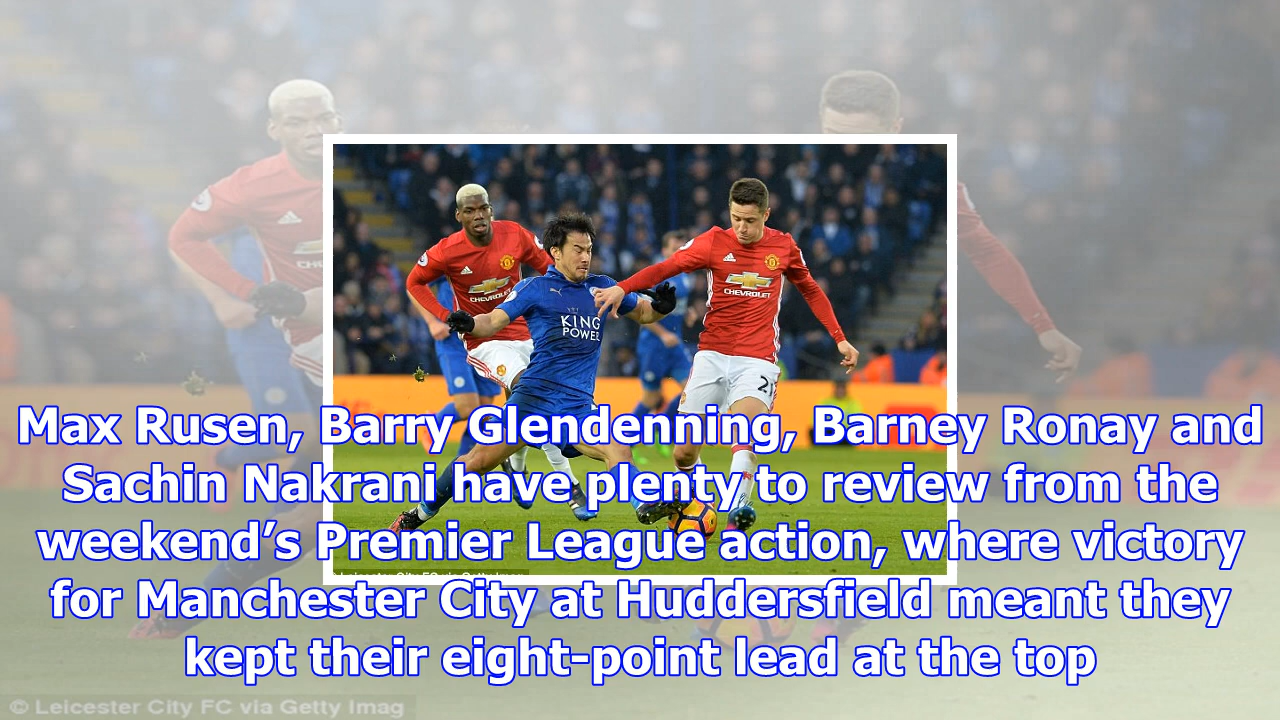 CHEVROLET
KING
POWER
CHEVROLET
21
Max Rusen, Barry Glendenning, Barney Ronay and
Sachin Nakrani have plenty to review from the
weekend’s Premier League action, where victory
for Manchester City at Huddersfield meant they
kept their eight-point lead at the top
© Leicester City FC via Getty Imag